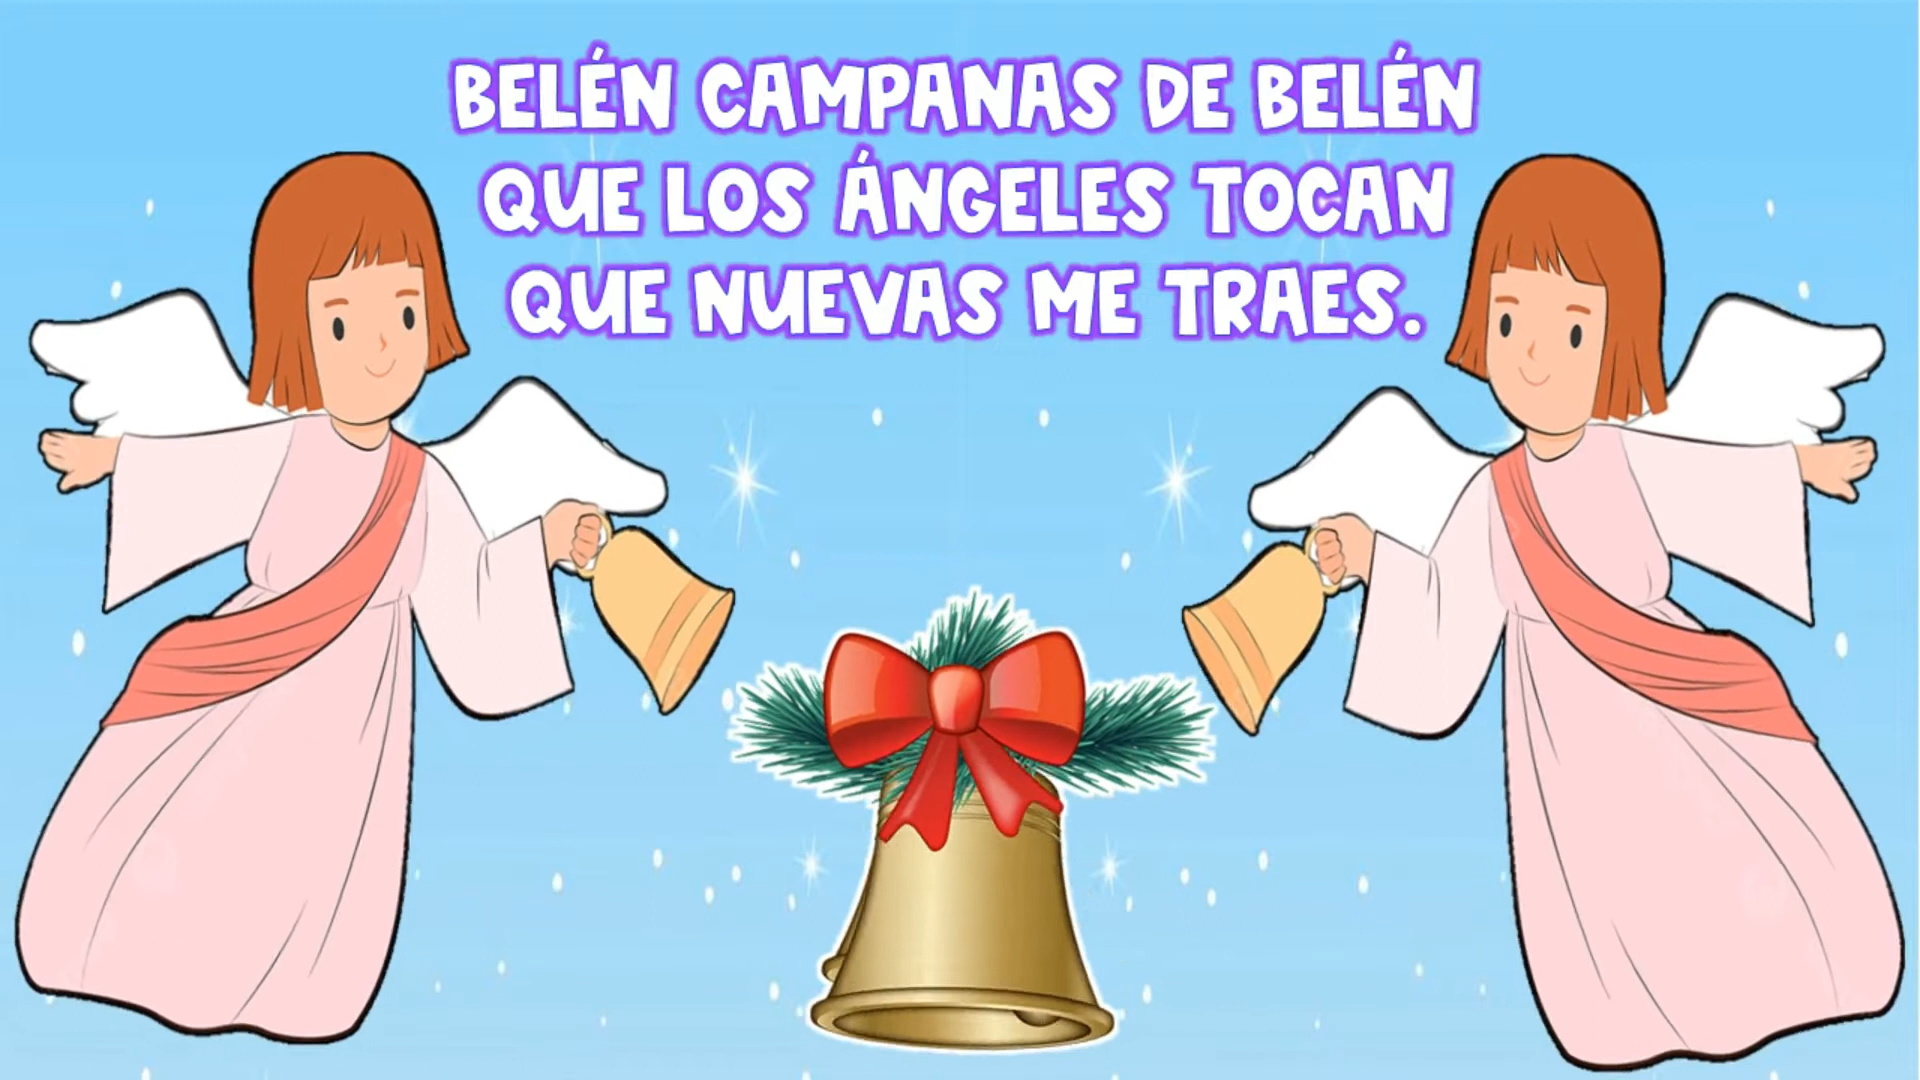 BELÉN CAMPANAS DE BELÉN
QUE LOS ÁNGELES TOCAN
QUE NUEVAS ME TRAES.